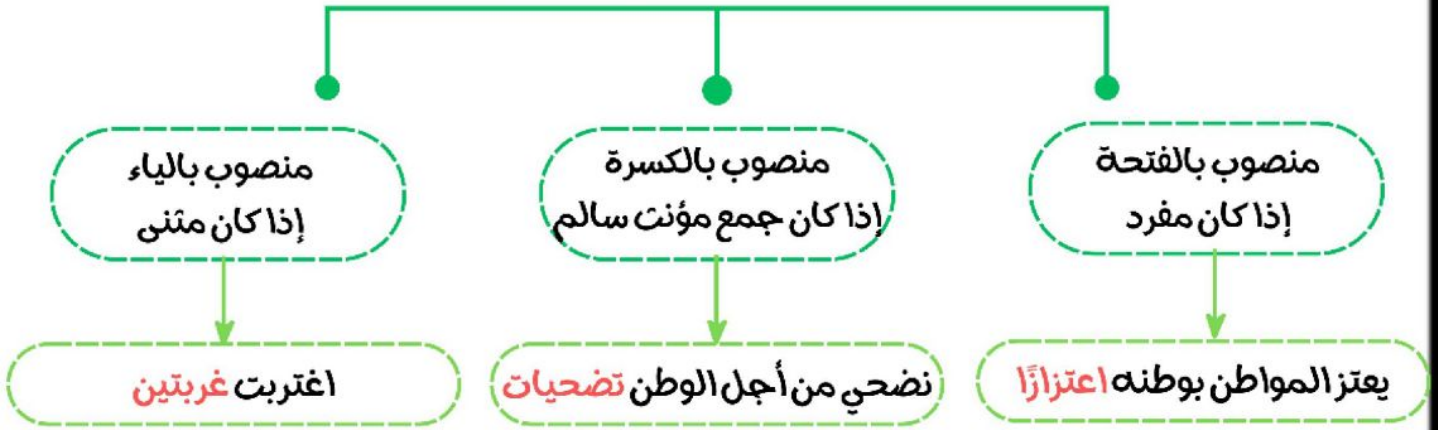 منصوب بالفتحة
إذا كان مفرد
منصوب بالكسرة
إذا كان جمع مؤنث سالم
منصوب بالياء
إذا كان مثنى
يعتز المواطن بوطنه اعتزازًا
نضحي من أجل الوطن تضحيات
اغتربت غربتين